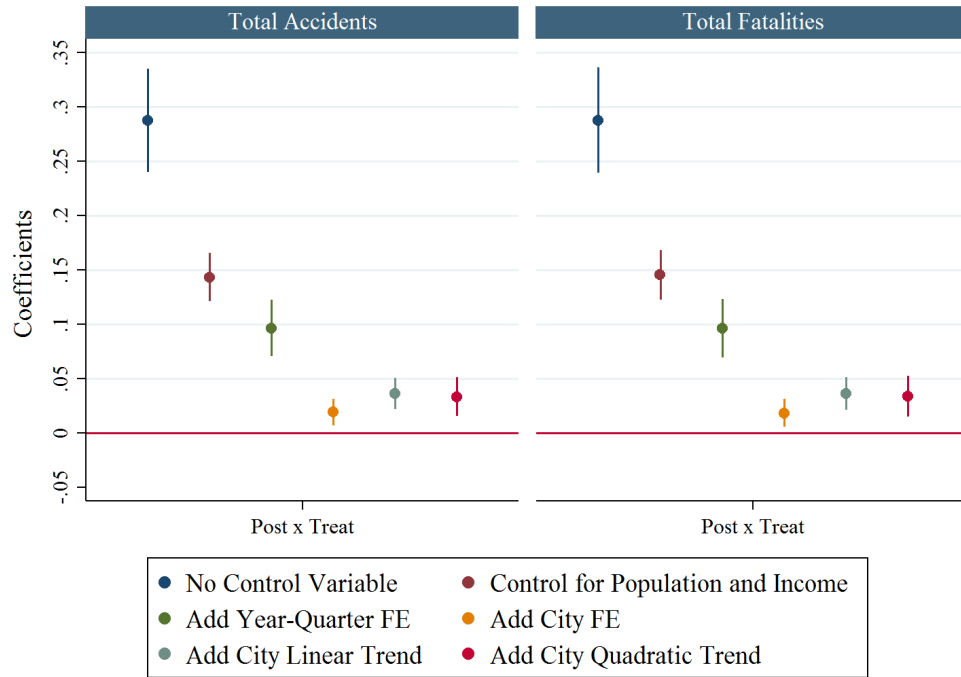 Total Accidents
Total Fatalities
Coefficients
.35
.3
.25
.2
.15
.1
.05
0
-.05
Post x Treat
Post x Treat
No Control Variable
Control for Population and Income
Add Year-Quarter FE
Add City FE
Add City Linear Trend
Add City Quadratic Trend